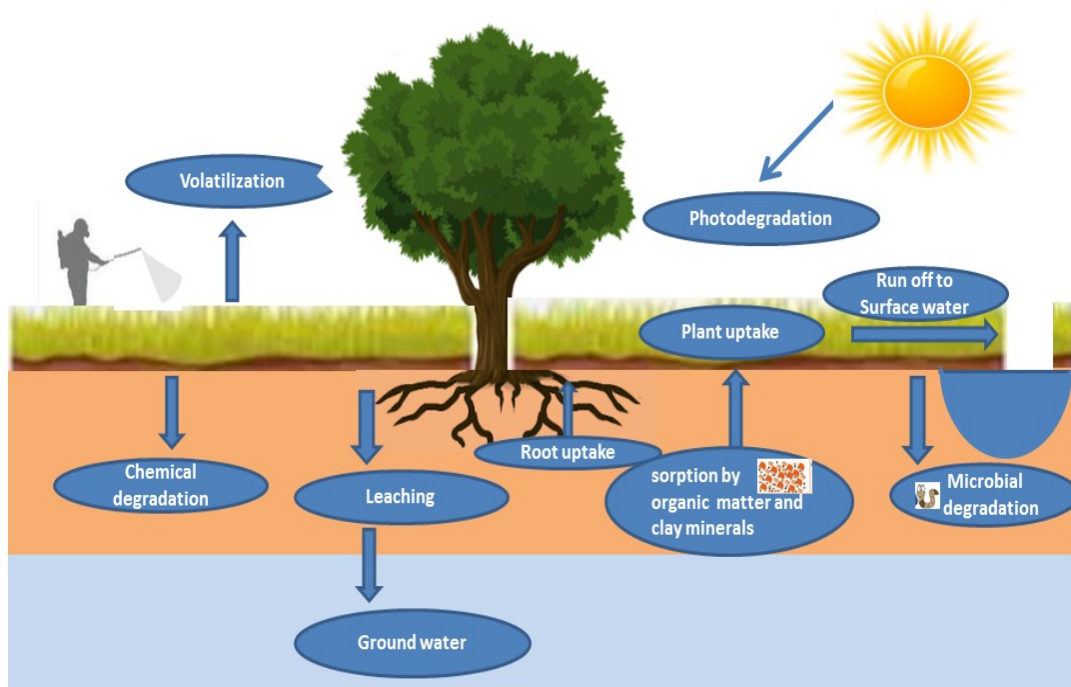 Volatilization
Photodegradation
Run off to
Surface water
Plant uptake
Root uptake
Chemical
degradation
Leaching
sorption by
organic matter and
clay minerals
Microbial
degradation
Ground water